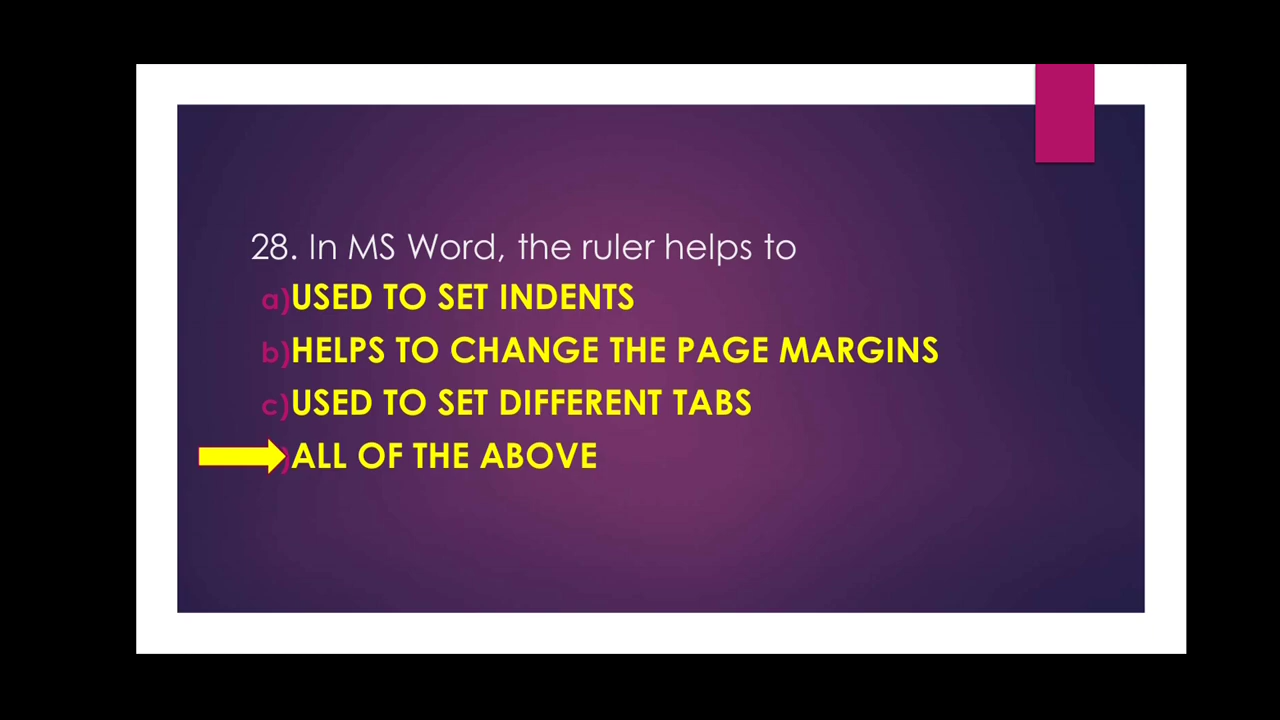 28. In MS Word, the ruler helps to
a)USED TO SET INDENTS
b)HELPS TO CHANGE THE PAGE MARGINS
c)USED TO SET DIFFERENT TABS
)ALL OF THE ABOVE